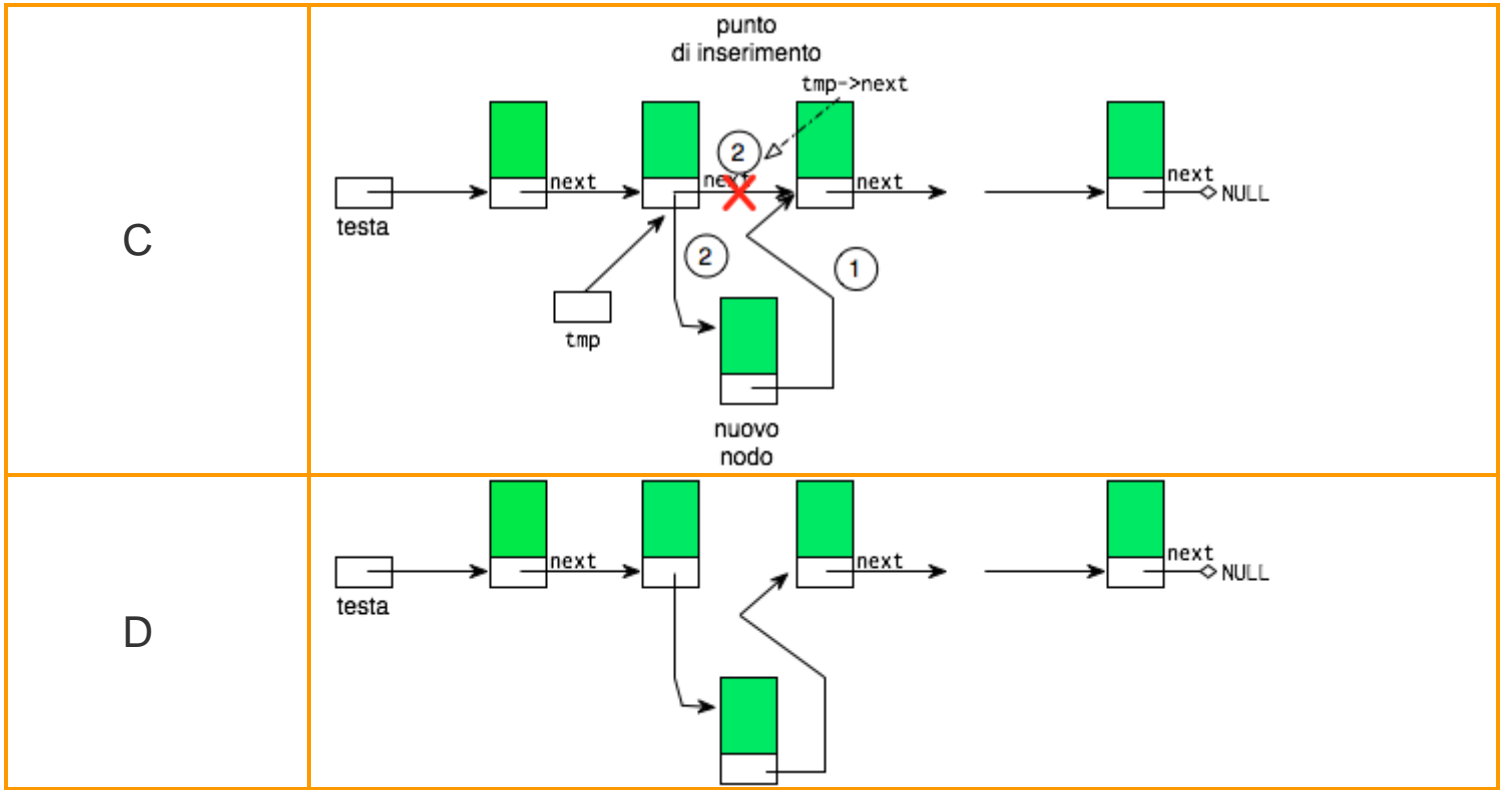 punto
di inserimento
tmp->next
2
next
next
next
next
NULL
testa
C
2
1
tmp
nuovo
nodo
next
next
next
NULL
testa
D